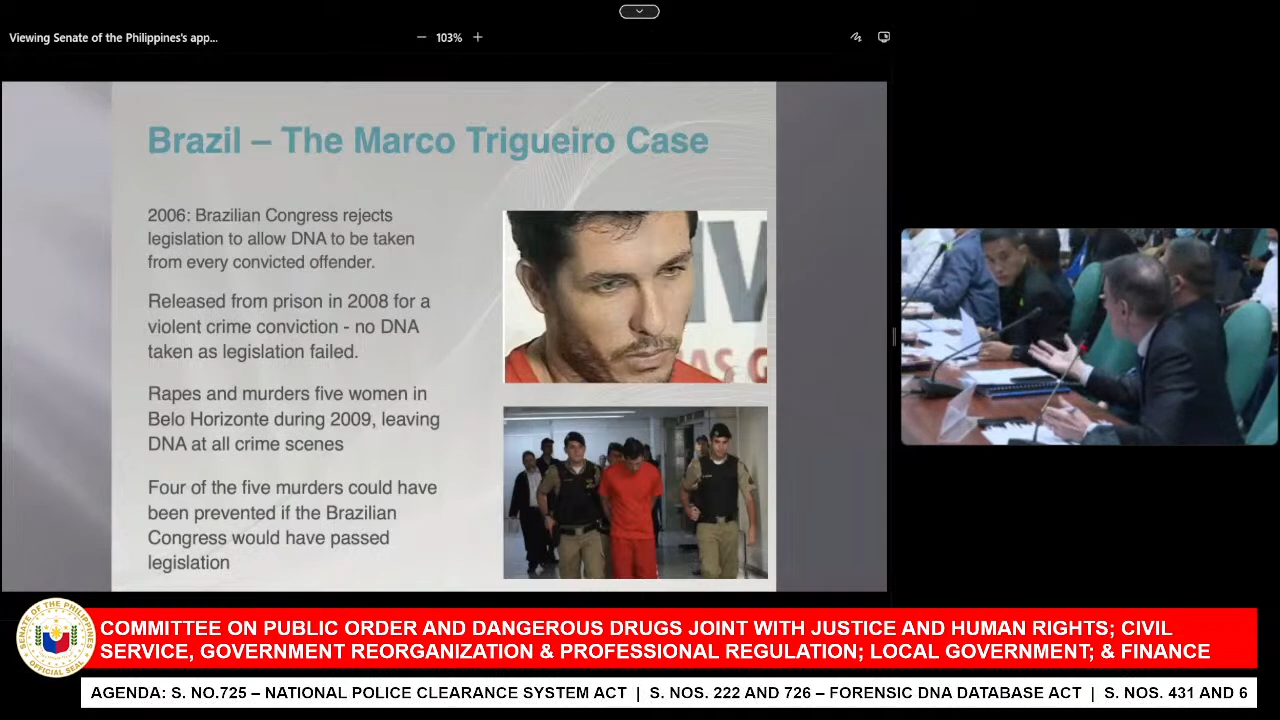 Viewing Senate of the Philippines's app...
103%
Brazil – The Marco Trigueiro Case
2006: Brazilian Congress rejects
legislation to allow DNA to be taken
from every convicted offender.
Released from prison in 2008 for a
violent crime conviction - no DNA
taken as legislation failed.
Rapes and murders five women in
Belo Horizonte during 2009, leaving
DNA at all crime scenes
Four of the five murders could have
been prevented if the Brazilian
Congress would have passed
legislation
SENATE OF THE PHILIPPINES
OFFICIAL SEAL
COMMITTEE ON PUBLIC ORDER AND DANGEROUS DRUGS JOINT WITH JUSTICE AND HUMAN RIGHTS; CIVIL
SERVICE, GOVERNMENT REORGANIZATION & PROFESSIONAL REGULATION; LOCAL GOVERNMENT; & FINANCE
AGENDA: S. NO.725 – NATIONAL POLICE CLEARANCE SYSTEM ACT | S. NOS. 222 AND 726 – FORENSIC DNA DATABASE ACT | S. NOS. 431 AND 6